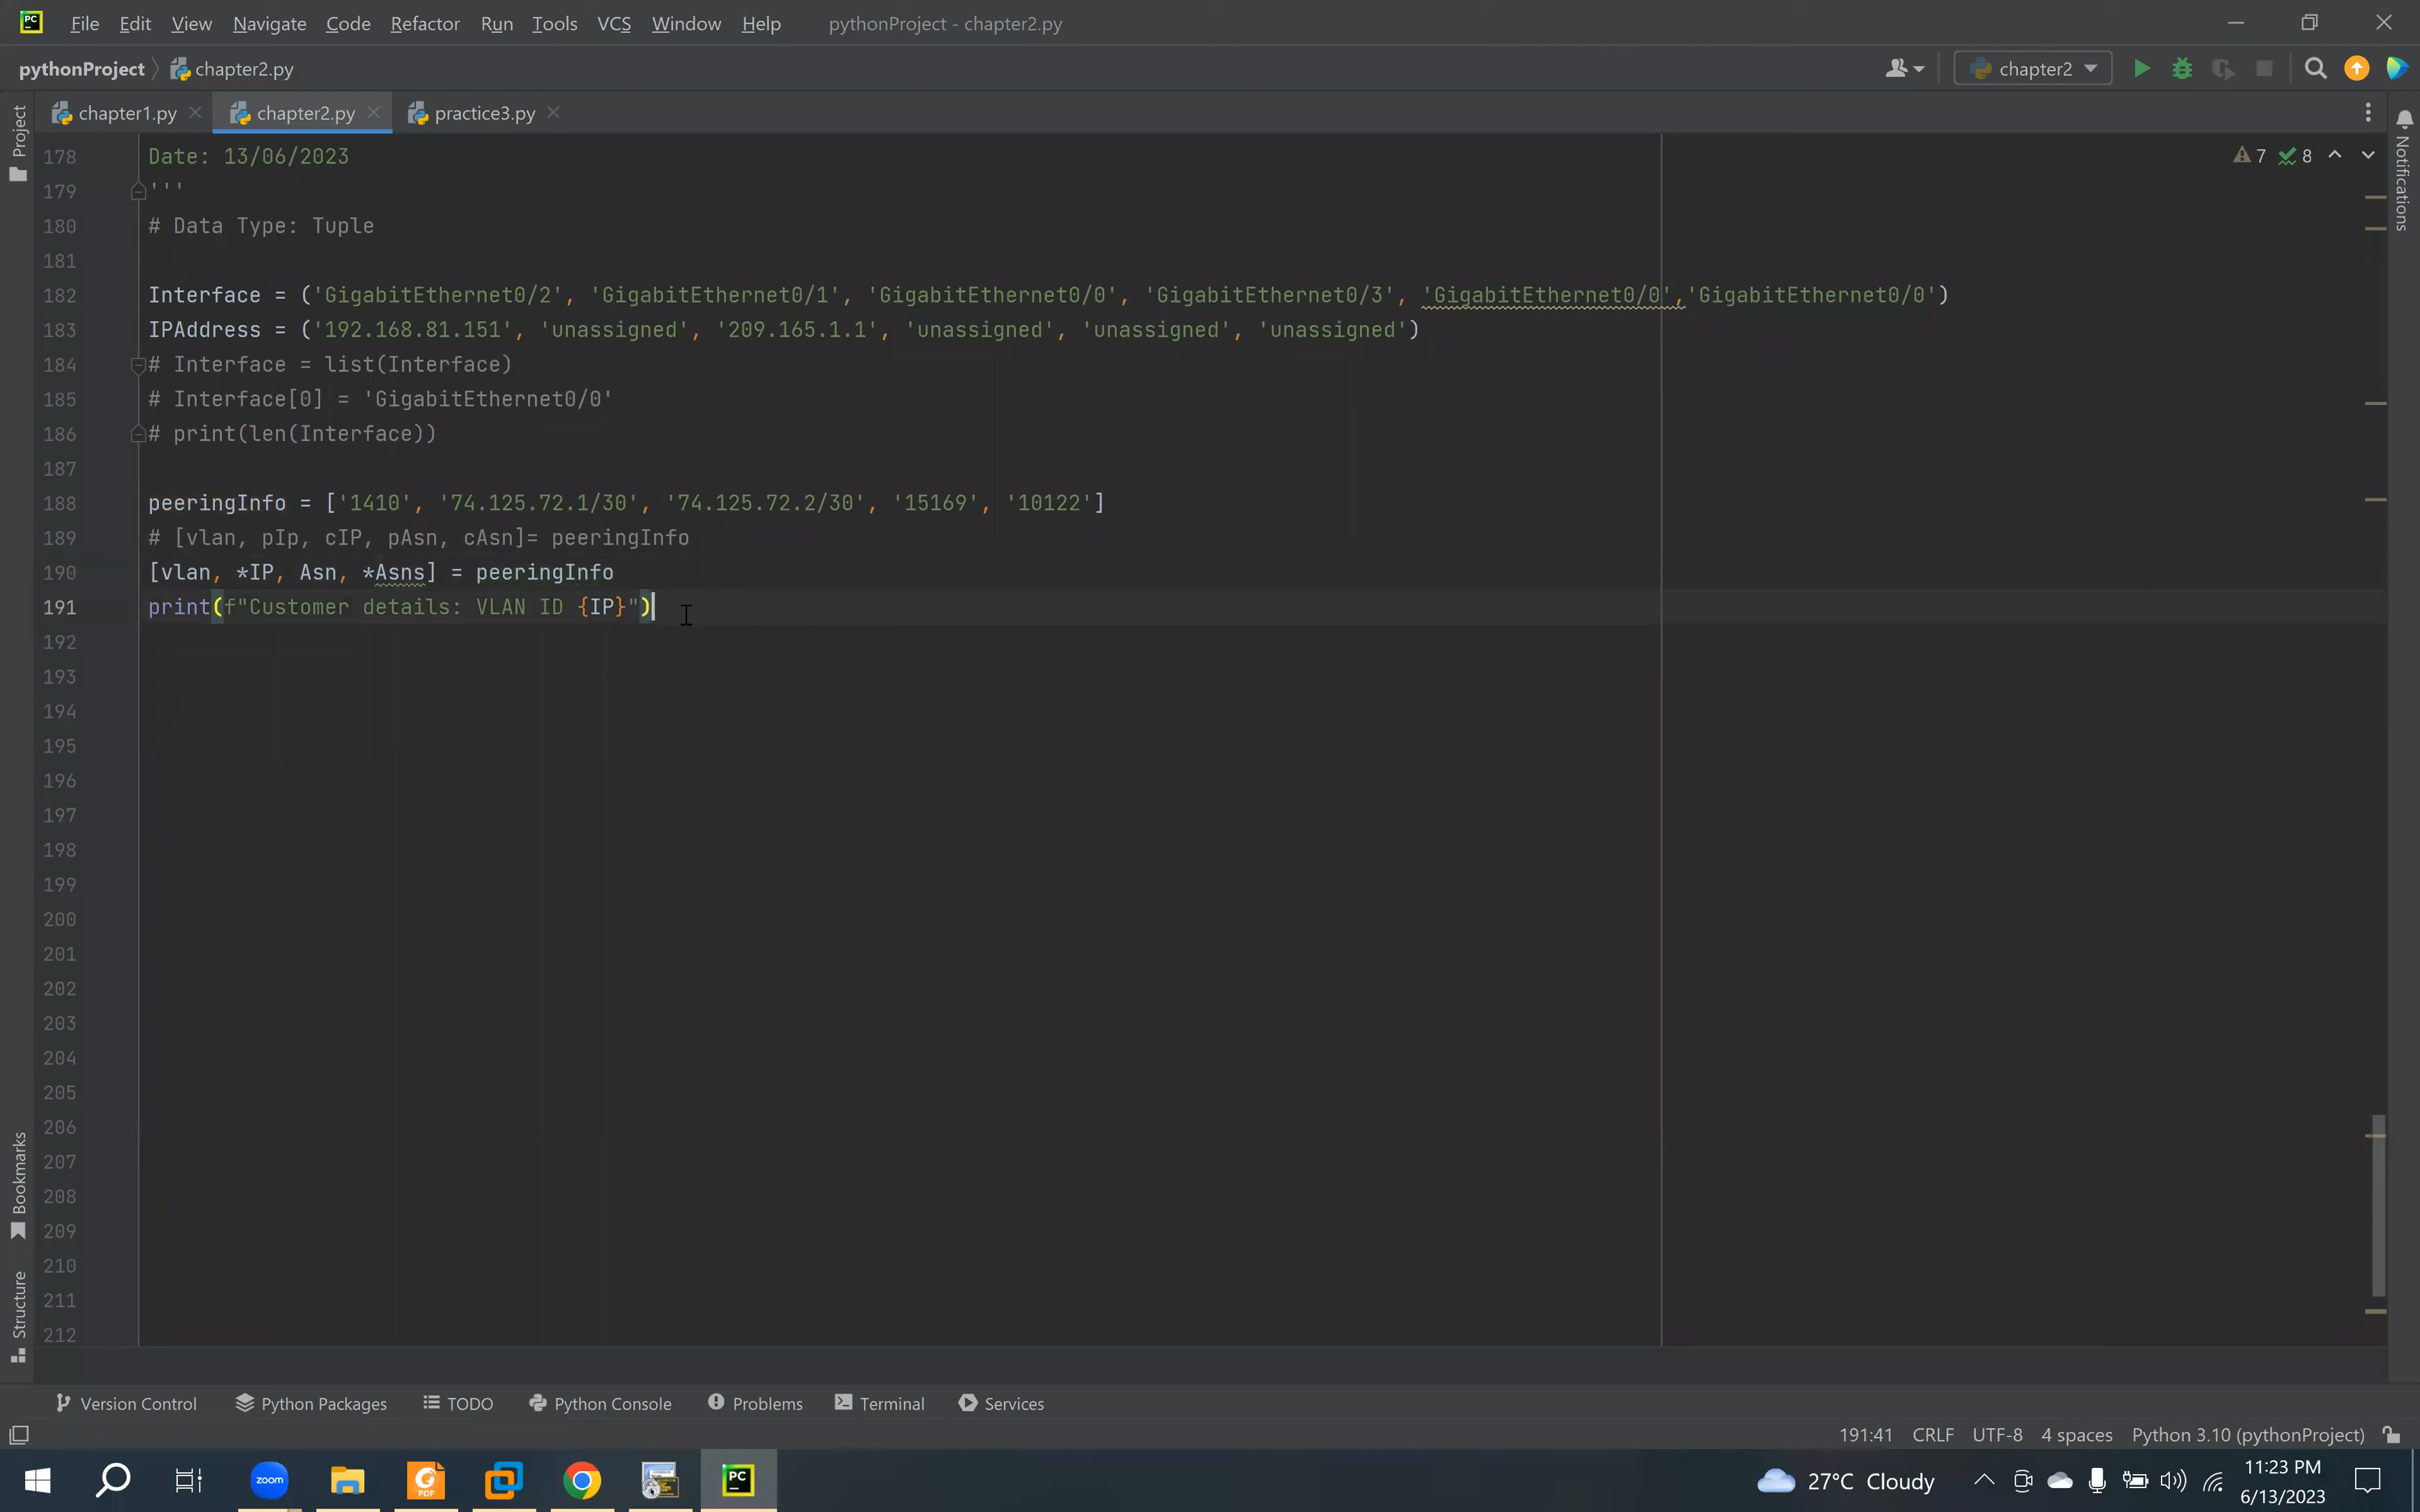 PC File Edit View Navigate Code Refactor Run Tools VCS Window Help pythonProject - chapter2.py
pythonProject chapter2.py chapter2
Project
chapter1.py chapter2.py practice3.py
Notifications
7 8
178 Date: 13/06/2023
179 '''
180 # Data Type: Tuple
181
182 Interface = ('GigabitEthernet0/2', 'GigabitEthernet0/1', 'GigabitEthernet0/0', 'GigabitEthernet0/3', 'GigabitEthernet0/0','GigabitEthernet0/0')
183 IPAddress = ('192.168.81.151', 'unassigned', '209.165.1.1', 'unassigned', 'unassigned', 'unassigned')
184 # Interface = list(Interface)
185 # Interface[0] = 'GigabitEthernet0/0'
186 # print(len(Interface))
187
188 peeringInfo = ['1410', '74.125.72.1/30', '74.125.72.2/30', '15169', '10122']
189 # [vlan, pIp, cIP, pAsn, cAsn]= peeringInfo
190 [vlan, *IP, Asn, *Asns] = peeringInfo
191 print(f"Customer details: VLAN ID {IP}")
192
193
194
195
196
197
198
199
200
201
202
203
204
205
206
207
208
209
210
211
212
Bookmarks
Structure
Version Control Python Packages TODO Python Console Problems Terminal Services
191:41 CRLF UTF-8 4 spaces Python 3.10 (pythonProject)
zoom PDF PC 27°C Cloudy 11:23 PM
6/13/2023